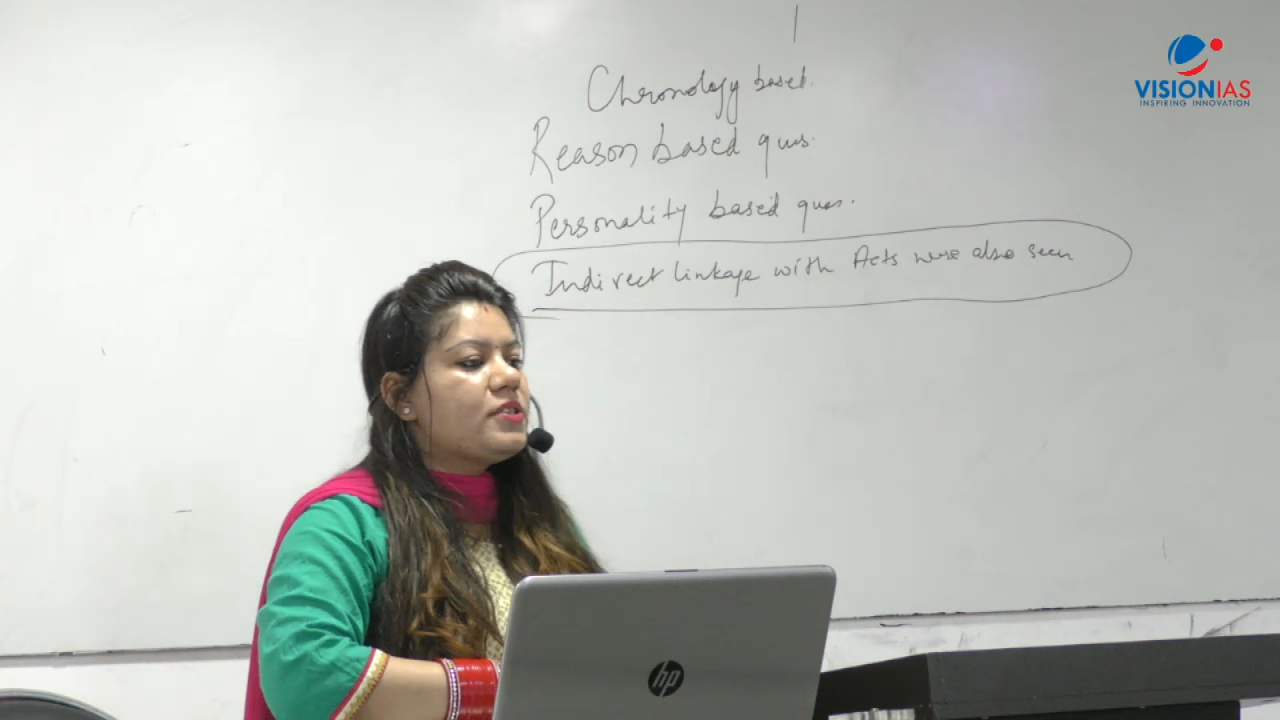 Chronology based.
Reason based ques.
Personality based ques.
Indirect linkage with Acts were also seen
VISIONIAS
INSPIRING INNOVATION
hp